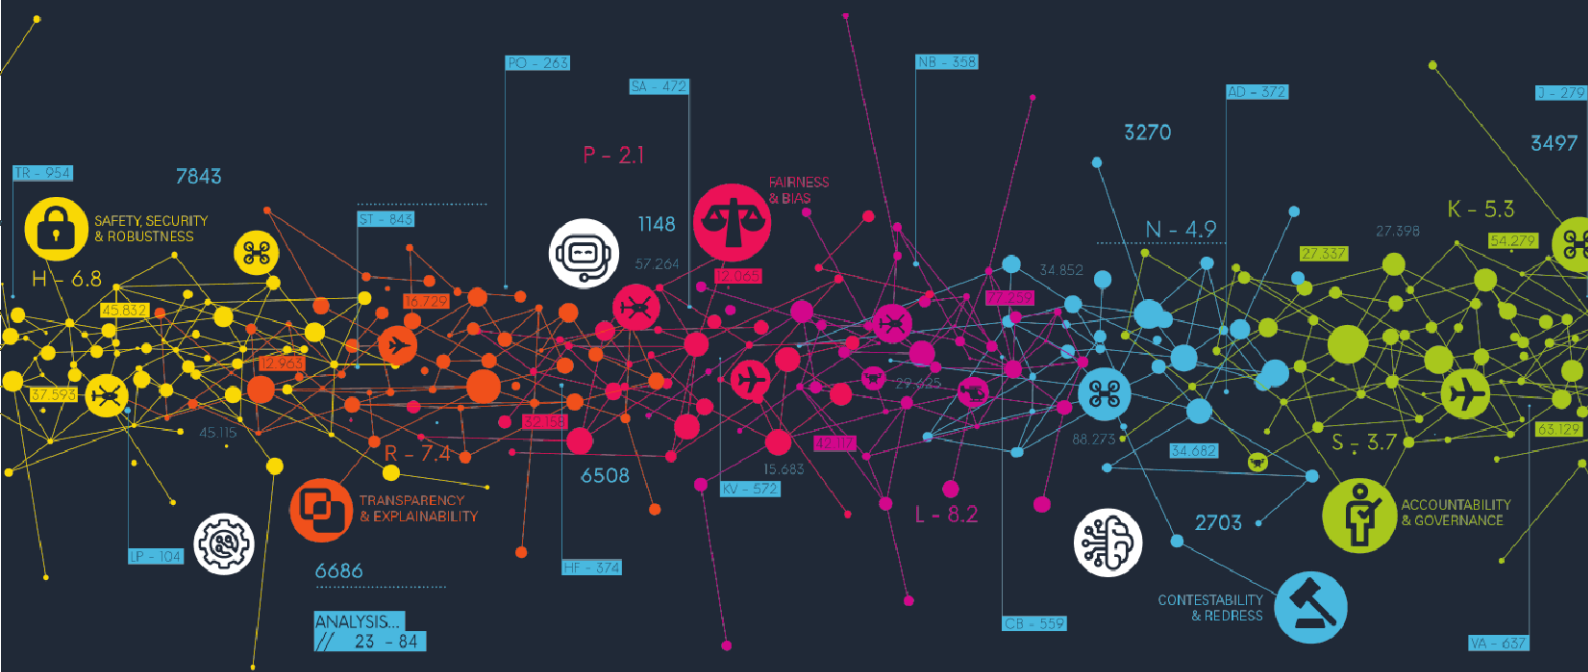 PO - 263
NB - 358
SA - 472
AD - 372
J - 279
3270
3497
P - 2.1
TR - 954
7843
FAIRNESS
& BIAS
ST - 843
SAFETY, SECURITY
& ROBUSTNESS
1148
N - 4.9
K - 5.3
27.398
54.279
27.337
57.264
12.065
34.852
H - 6.8
45.832
16.729
77.259
12.963
29.625
37.593
32.158
45.115
42.117
88.273
34.682
63.129
S - 3.7
R - 7.4
15.683
6508
KV - 572
TRANSPARENCY
& EXPLAINABILITY
L - 8.2
2703
ACCOUNTABILITY
& GOVERNANCE
LP - 104
6686
HF - 374
CONTESTABILITY
& REDRESS
CB - 559
ANALYSIS...
// 23 - 84
VA - 637